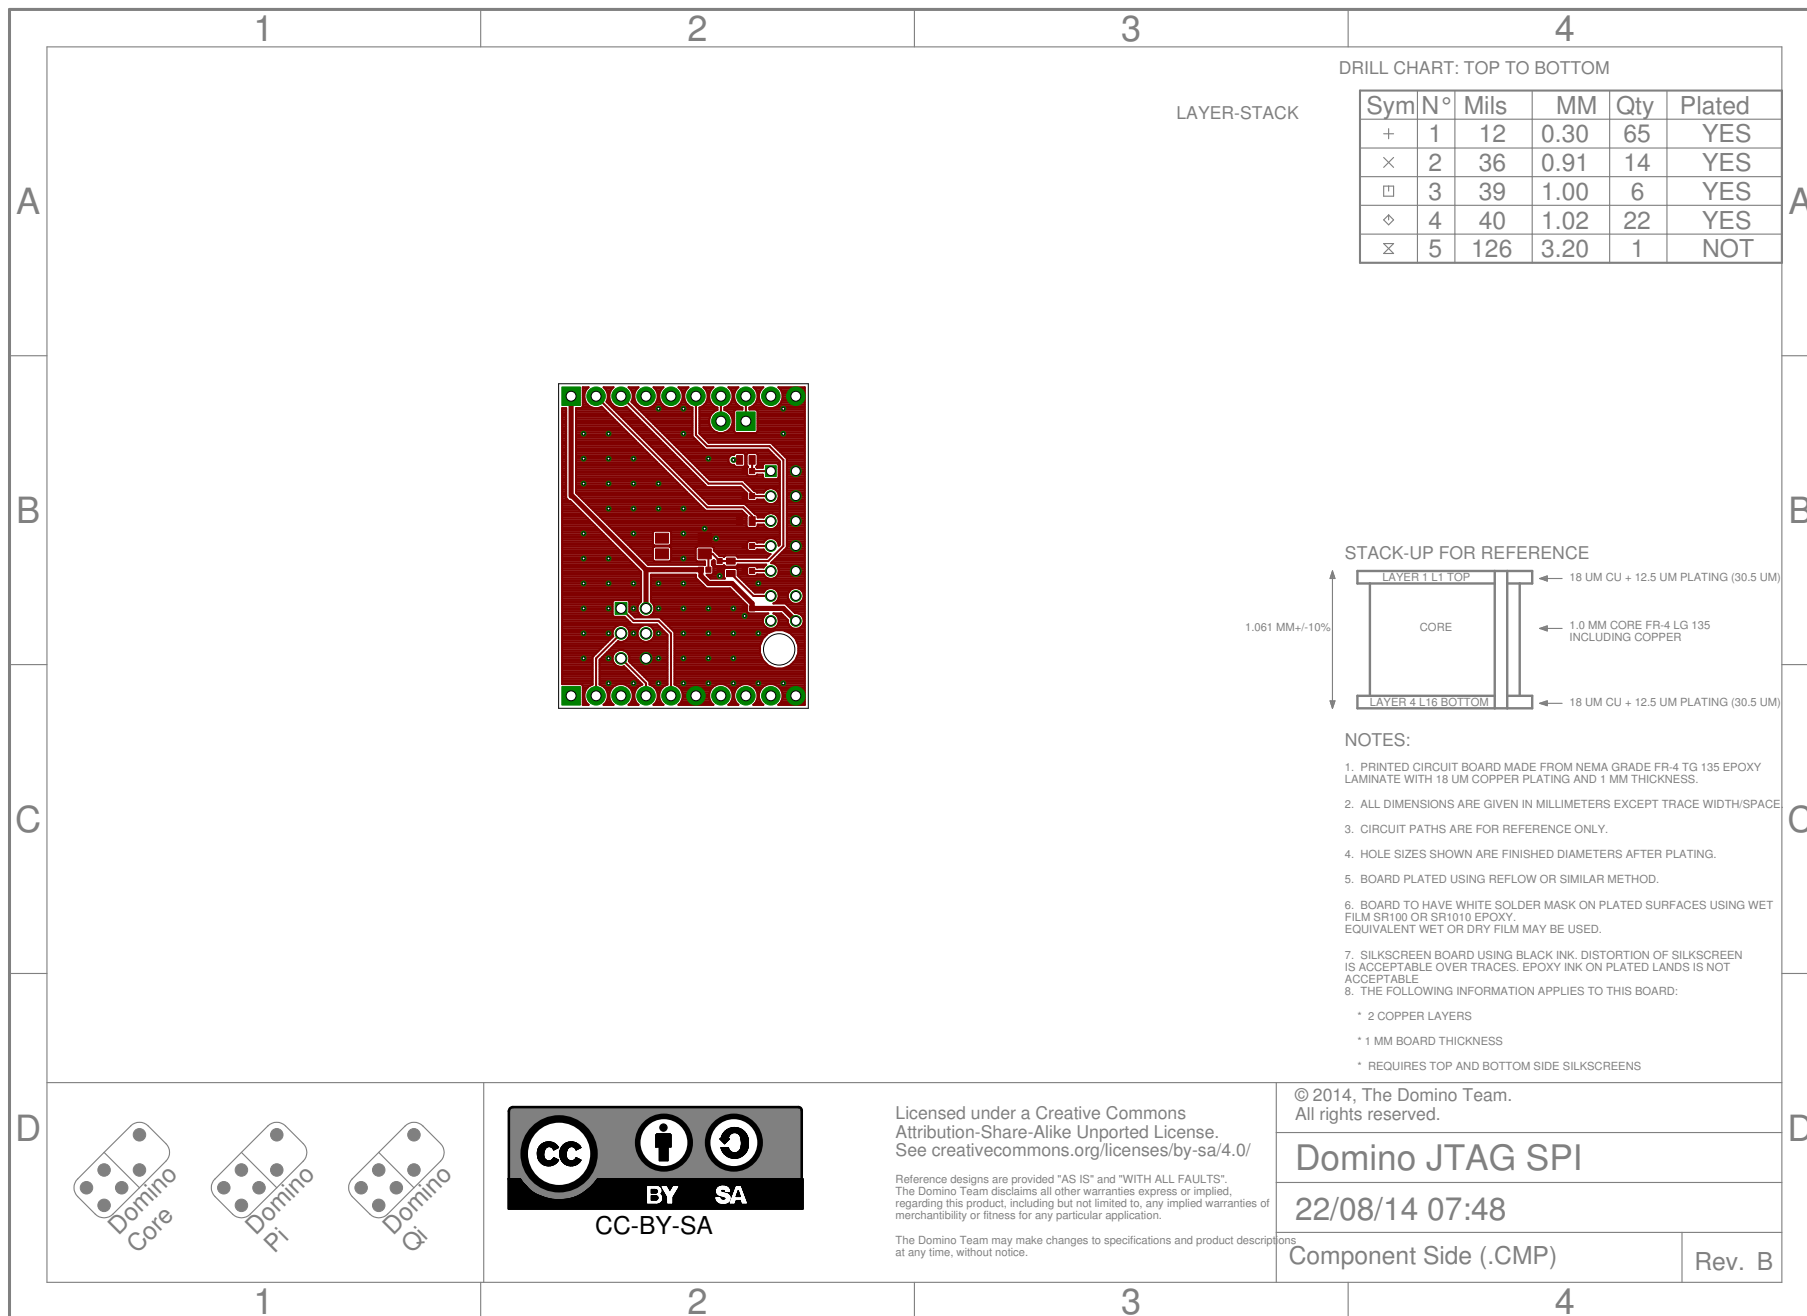 1 2 3 4
DRILL CHART: TOP TO BOTTOM
LAYER-STACK
Sym N° Mils MM Qty Plated
+ 1 12 0.30 65 YES
× 2 36 0.91 14 YES
3 39 1.00 6 YES
4 40 1.02 22 YES
5 126 3.20 1 NOT
A A
B B
STACK-UP FOR REFERENCE
LAYER 1 L1 TOP
18 UM CU + 12.5 UM PLATING (30.5 UM)
1.061 MM+/-10%
CORE
1.0 MM CORE FR-4 LG 135
INCLUDING COPPER
LAYER 4 L16 BOTTOM
18 UM CU + 12.5 UM PLATING (30.5 UM)
NOTES:
1. PRINTED CIRCUIT BOARD MADE FROM NEMA GRADE FR-4 TG 135 EPOXY
LAMINATE WITH 18 UM COPPER PLATING AND 1 MM THICKNESS.
2. ALL DIMENSIONS ARE GIVEN IN MILLIMETERS EXCEPT TRACE WIDTH/SPACE
C C
3. CIRCUIT PATHS ARE FOR REFERENCE ONLY.
4. HOLE SIZES SHOWN ARE FINISHED DIAMETERS AFTER PLATING.
5. BOARD PLATED USING REFLOW OR SIMILAR METHOD.
6. BOARD TO HAVE WHITE SOLDER MASK ON PLATED SURFACES USING WET
FILM SR100 OR SR1010 EPOXY.
EQUIVALENT WET OR DRY FILM MAY BE USED.
7. SILKSCREEN BOARD USING BLACK INK. DISTORTION OF SILKSCREEN
IS ACCEPTABLE OVER TRACES. EPOXY INK ON PLATED LANDS IS NOT
ACCEPTABLE
8. THE FOLLOWING INFORMATION APPLIES TO THIS BOARD:
* 2 COPPER LAYERS
* 1 MM BOARD THICKNESS
* REQUIRES TOP AND BOTTOM SIDE SILKSCREENS
D D
Domino
Core
Domino
Pi
Domino
Qi
cc
BY SA
CC-BY-SA
Licensed under a Creative Commons
Attribution-Share-Alike Unported License.
See creativecommons.org/licenses/by-sa/4.0/
Reference designs are provided "AS IS" and "WITH ALL FAULTS".
The Domino Team disclaims all other warranties express or implied,
regarding this product, including but not limited to, any implied warranties of
merchantibility or fitness for any particular application.
The Domino Team may make changes to specifications and product descriptions
at any time, without notice.
© 2014, The Domino Team.
All rights reserved.
Domino JTAG SPI
22/08/14 07:48
Component Side (.CMP)
Rev. B
1 2 3 4